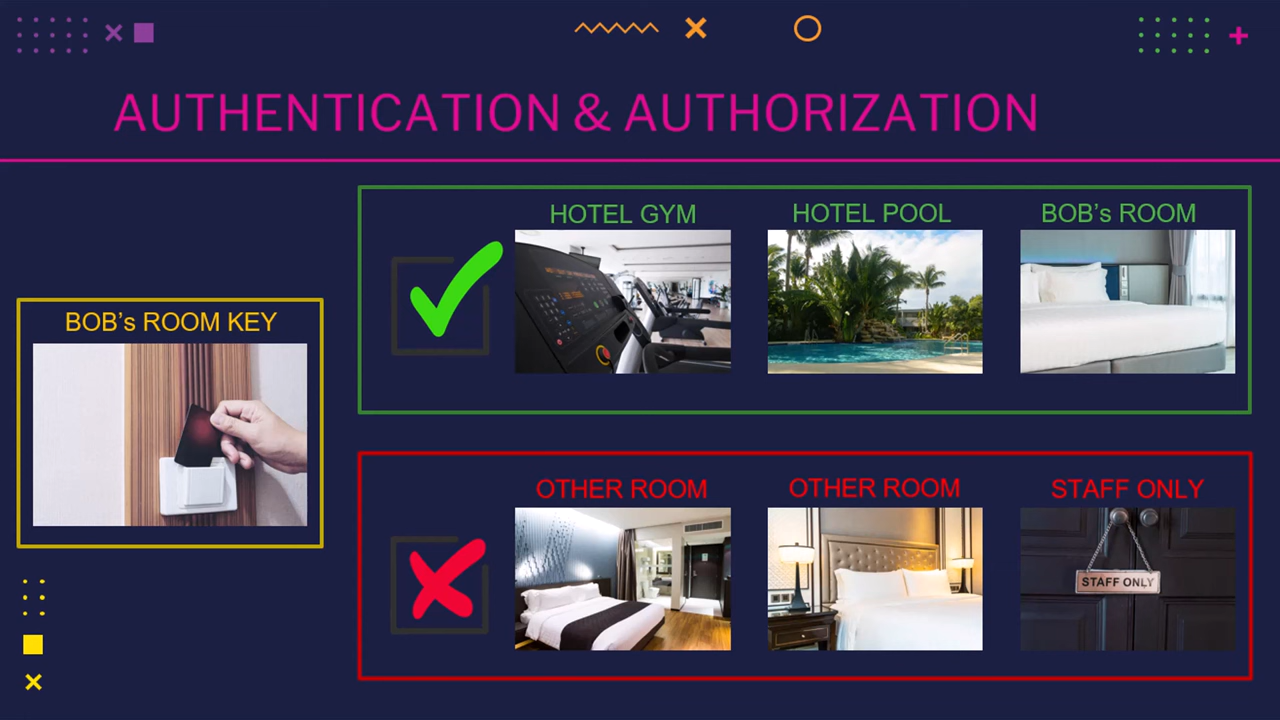 AUTHENTICATION & AUTHORIZATION
HOTEL GYM
HOTEL POOL
BOB's ROOM
BOB's ROOM KEY
OTHER ROOM
OTHER ROOM
STAFF ONLY
STAFF ONLY